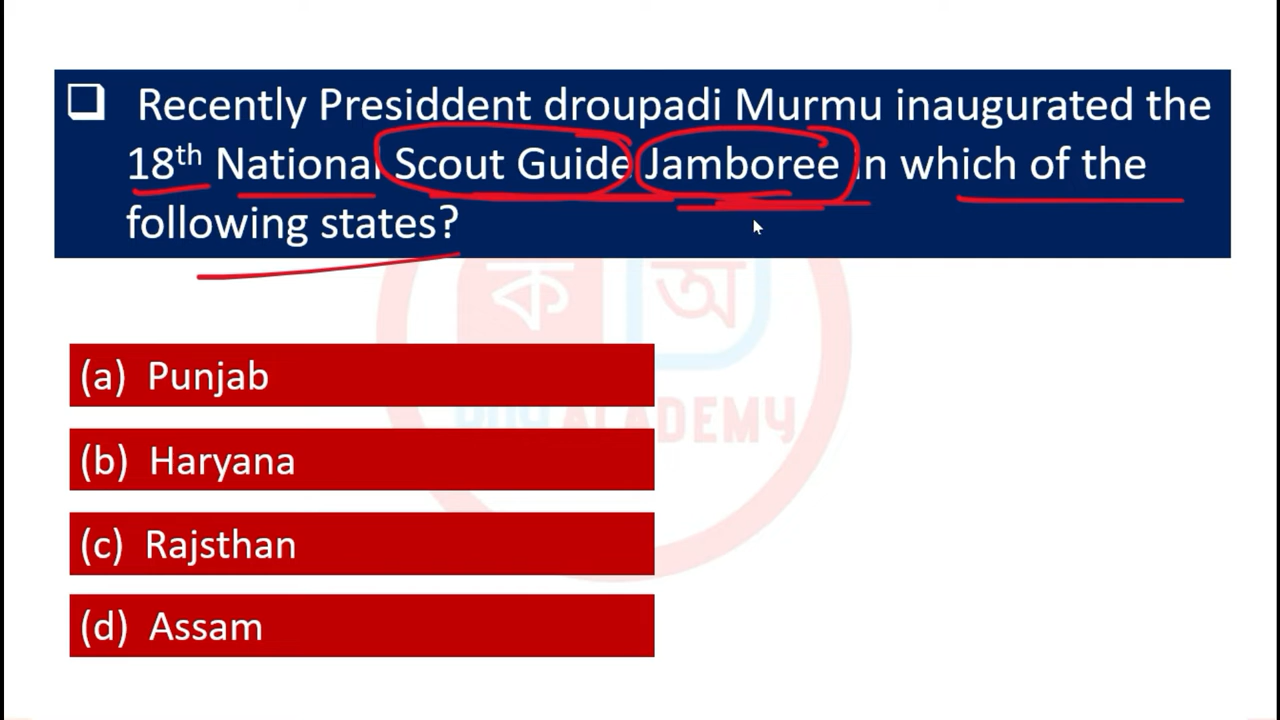 Recently Presiddent droupadi Murmu inaugurated the
18th National Scout Guide Jamboree in which of the
following states?
ক অ
ACADEMY
(a) Punjab
(b) Haryana
(c) Rajsthan
(d) Assam